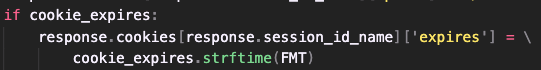 if cookie_expires:
response.cookies[response.session_id_name]['expires'] = \
cookie_expires.strftime(FMT)